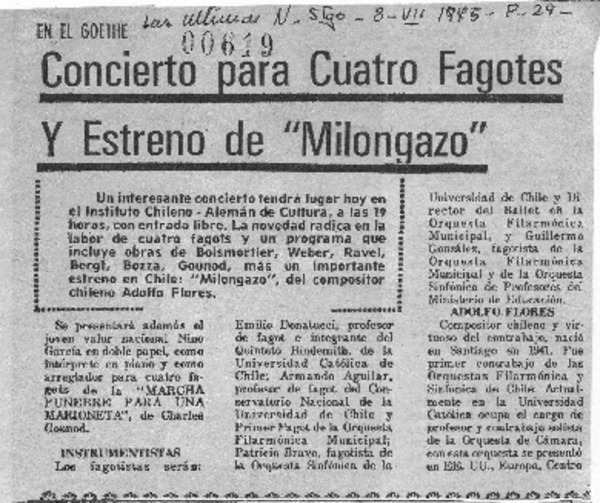 Las Ultimas N. Stgo - 8 - VII 1985 - P. 29 -
EN EL GOETHE
00619
Concierto para Cuatro Fagotes
Y Estreno de "Milongazo"
Un interesante concierto tendrá lugar hoy en
el Instituto Chileno - Alemán de Cultura, a las 19
horas, con entrada libre. La novedad radica en la
labor de cuatro fagots y un programa que
incluye obras de Boismortier, Weber, Ravel,
Bergt, Bozza, Gounod, más un importante
estreno en Chile: "Milongazo", del compositor
chileno Adolfo Flores.
Se presentará además el
joven valor nacional Nino
García en doble papel, como
intérprete en piano y como
arreglador para cuatro fa-
gots de la "MARCHA
FUNEBRE PARA UNA
MARIONETA", de Charles
Gounod.
INSTRUMENTISTAS
Los fagotistas serán:
Emilio Donatucci, profesor
de fagot e integrante del
Quinteto Hindemith, de la
Universidad Católica de
Chile; Armando Aguilar,
profesor de fagot del Con-
servatorio Nacional de la
Universidad de Chile y
Primer Fagot de la Orquesta
Filarmónica Municipal;
Patricio Bravo, fagotista de
la Orquesta Sinfónica de la
Universidad de Chile y Di-
rector del Ballet en la
Orquesta Filarmónica
Municipal, y Guillermo
González, fagotista de la
Orquesta Filarmónica
Municipal y de la Orquesta
Sinfónica de Profesores del
Ministerio de Educación.
ADOLFO FLORES
Compositor chileno y vir-
tuoso del contrabajo, nació
en Santiago en 1941. Fue
primer contrabajo de las
Orquestas Filarmónica y
Sinfónica de Chile. Actual-
mente en la Universidad
Católica ocupa el cargo de
profesor y contrabajo solista
de la Orquesta de Cámara,
con esta orquesta se presentó
en UU., Europa, Centro